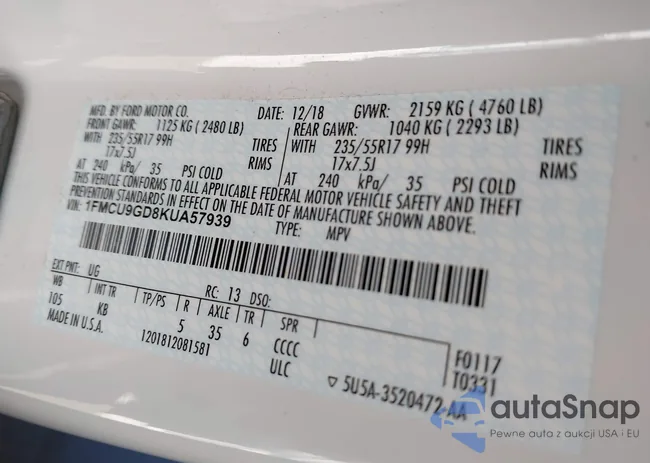 MFD. BY FORD MOTOR CO. DATE: 12/18 GVWR: 2159 KG ( 4760 LB)
FRONT GAWR: 1125 KG ( 2480 LB) REAR GAWR: 1040 KG ( 2293 LB)
WITH 235/55R17 99H TIRES WITH 235/55R17 99H TIRES
17x7.5J RIMS 17x7.5J RIMS
AT 240 kPa/ 35 PSI COLD AT 240 kPa/ 35 PSI COLD
THIS VEHICLE CONFORMS TO ALL APPLICABLE FEDERAL MOTOR VEHICLE SAFETY AND THEFT
PREVENTION STANDARDS IN EFFECT ON THE DATE OF MANUFACTURE SHOWN ABOVE.
VIN: 1FMCU9GD8KUA57939 TYPE: MPV
EXT PNT: UG RC: 13 DSO:
WB INT TR TP/PS R AXLE TR SPR
105 KB 5 35 6 CCCC
MADE IN U.S.A. 1201812081581 ULC
F0117
T0331
5U5A-3520472-AA
autaSnap
Pewne auta z aukcji USA i EU